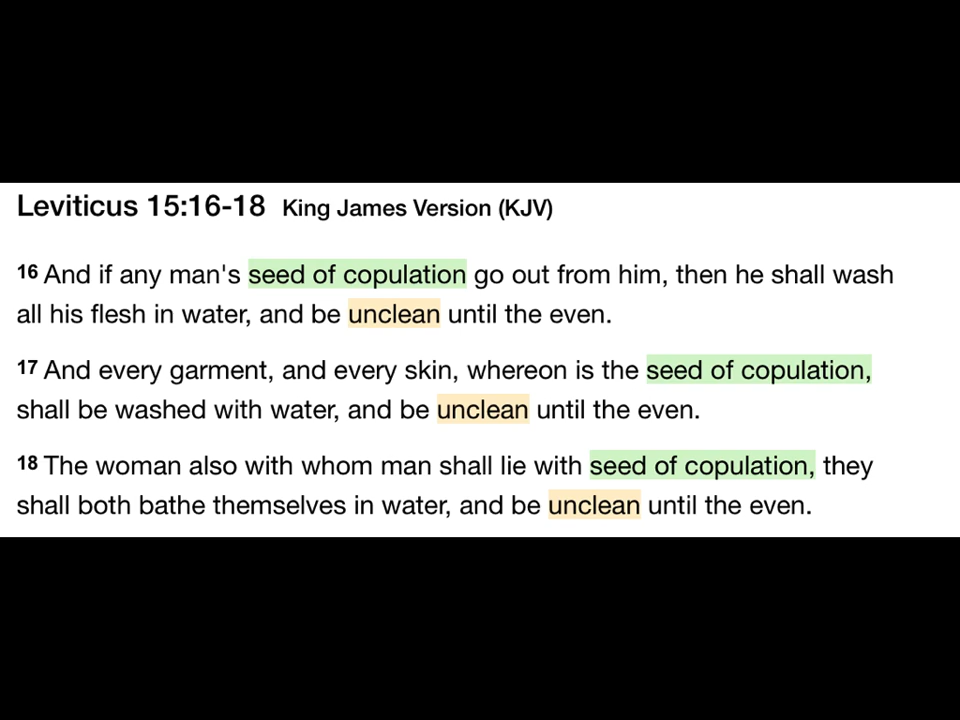 Leviticus 15:16-18 King James Version (KJV)
16 And if any man's seed of copulation go out from him, then he shall wash
all his flesh in water, and be unclean until the even.
17 And every garment, and every skin, whereon is the seed of copulation,
shall be washed with water, and be unclean until the even.
18 The woman also with whom man shall lie with seed of copulation, they
shall both bathe themselves in water, and be unclean until the even.